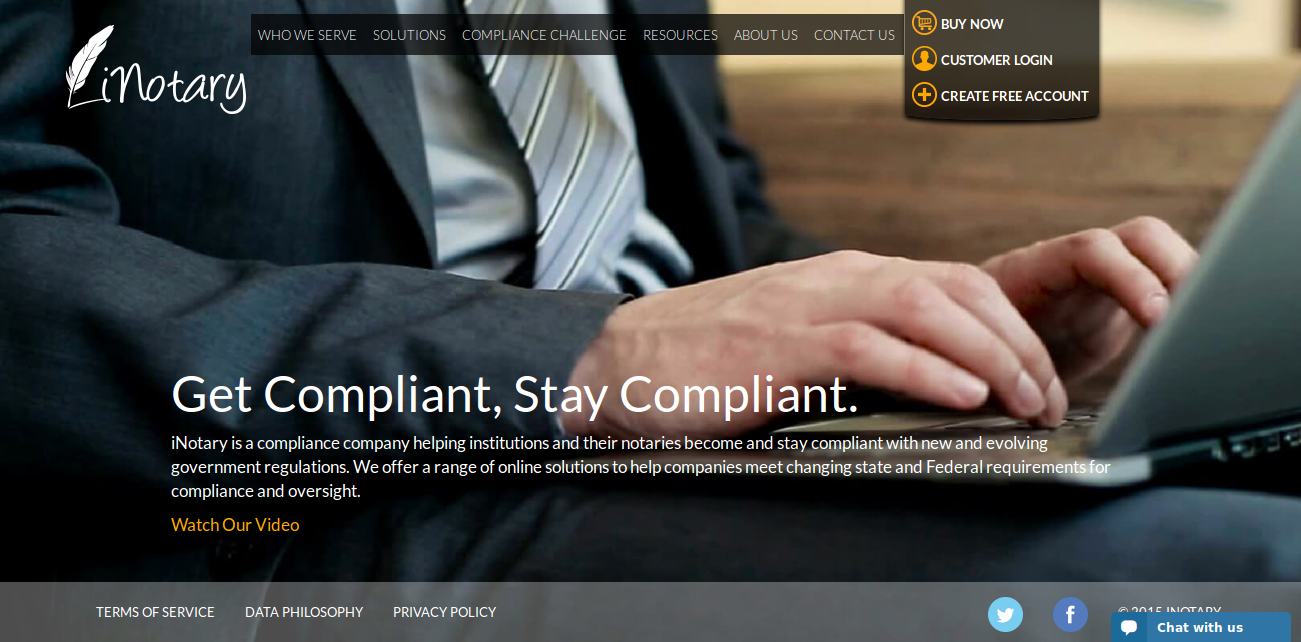 iNotary
WHO WE SERVE SOLUTIONS COMPLIANCE CHALLENGE RESOURCES ABOUT US CONTACT US
BUY NOW
CUSTOMER LOGIN
CREATE FREE ACCOUNT
Get Compliant, Stay Compliant.
iNotary is a compliance company helping institutions and their notaries become and stay compliant with new and evolving
government regulations. We offer a range of online solutions to help companies meet changing state and Federal requirements for
compliance and oversight.
Watch Our Video
TERMS OF SERVICE DATA PHILOSOPHY PRIVACY POLICY
© 2015 INOTARY
Chat with us